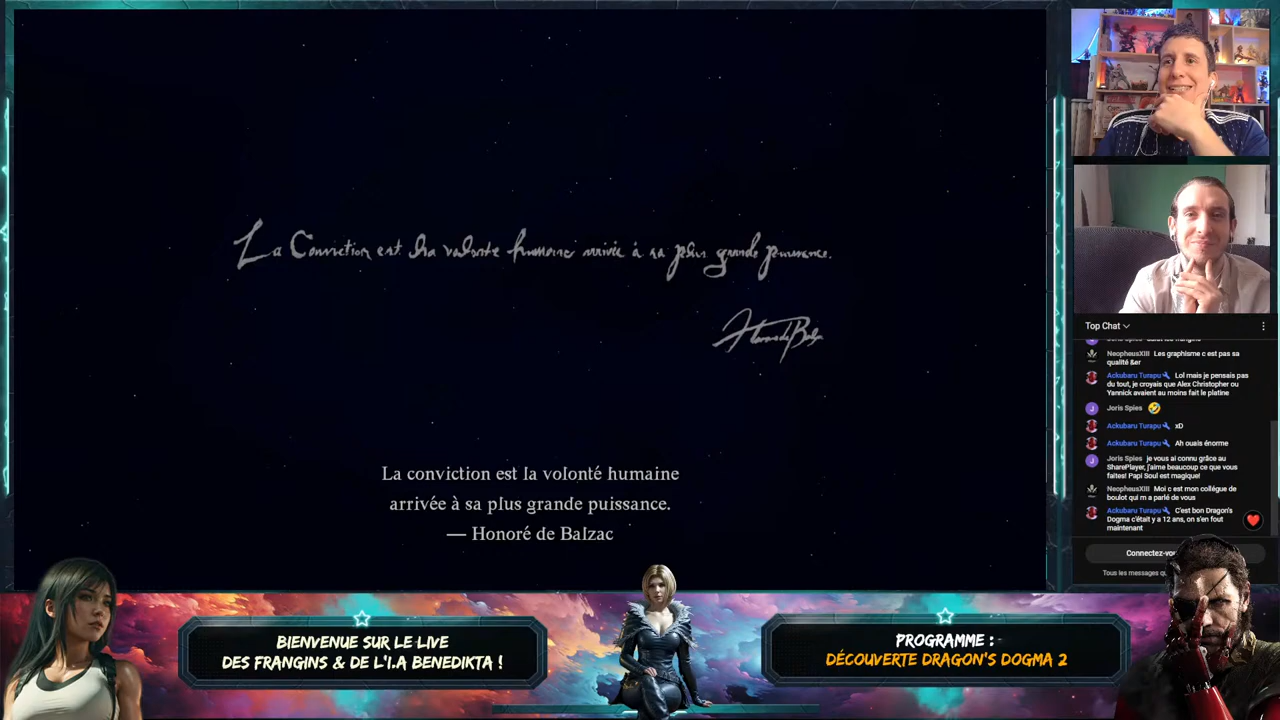 La Conviction est la volonté humaine arrivée à sa plus grande puissance.
Honoré de Balzac
La conviction est la volonté humaine
arrivée à sa plus grande puissance.
— Honoré de Balzac
Top Chat
NeopheusXIII Les graphisme c est pas sa
qualité &er
Ackubaru Turapu Lol mais je pensais pas
du tout, je croyais que Alex Christopher ou
Yannick avaient au moins fait le platine
Joris Spies 🤣
Ackubaru Turapu xD
Ackubaru Turapu Ah ouais énorme
Joris Spies je vous ai connu grâce au
SharePlayer, j'aime beaucoup ce que vous
faites! Papi Soul est magique!
NeopheusXIII Moi c est mon collègue de
boulot qui m a parlé de vous
Ackubaru Turapu C'est bon Dragon's
Dogma c'était y a 12 ans, on s'en fout
maintenant
Tous les messages
BIENVENUE SUR LE LIVE
DES FRANGINS & DE L'I.A BENEDIKTA !
PROGRAMME :
DÉCOUVERTE DRAGON'S DOGMA 2